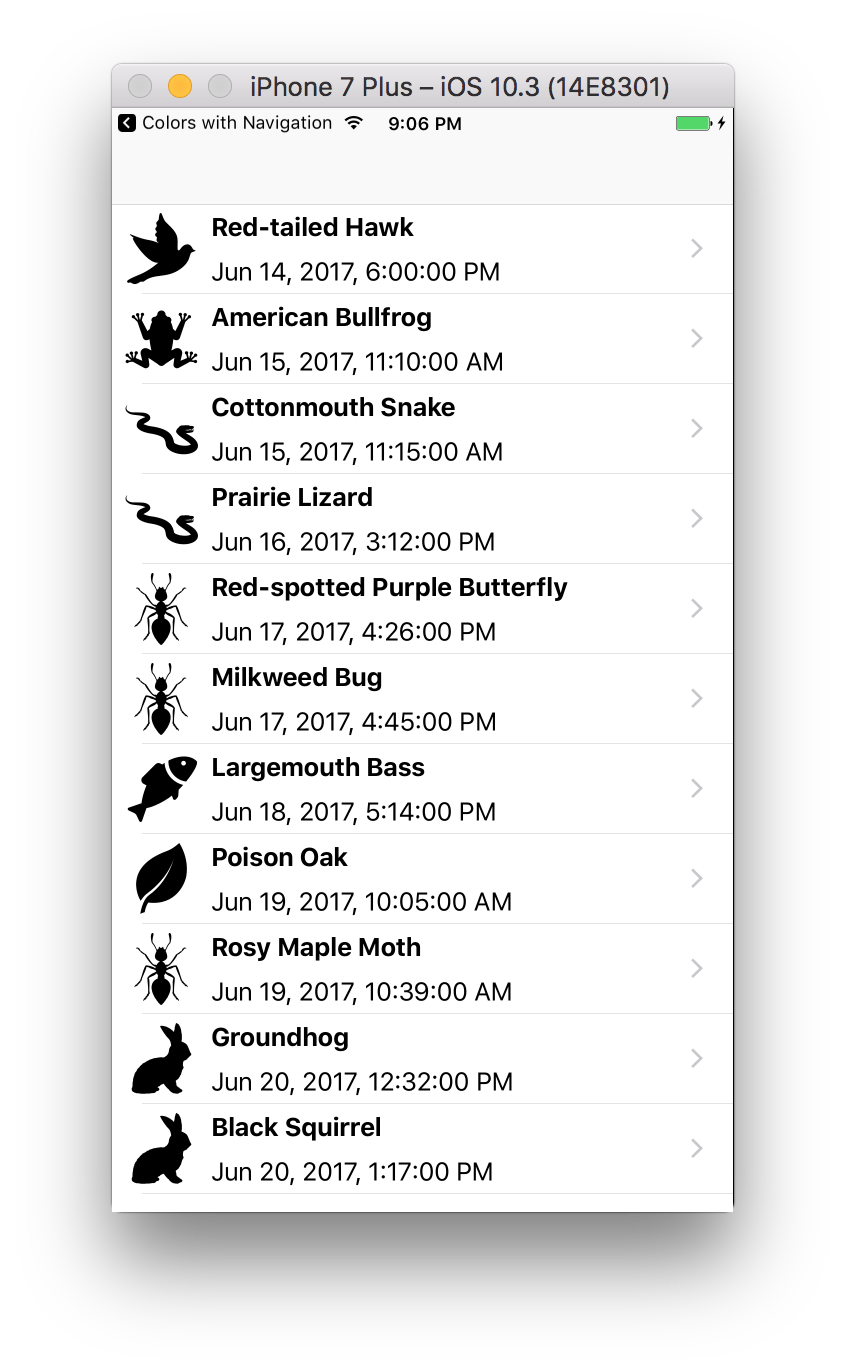 iPhone 7 Plus – iOS 10.3 (14E8301)
Colors with Navigation 9:06 PM
Red-tailed Hawk
Jun 14, 2017, 6:00:00 PM
American Bullfrog
Jun 15, 2017, 11:10:00 AM
Cottonmouth Snake
Jun 15, 2017, 11:15:00 AM
Prairie Lizard
Jun 16, 2017, 3:12:00 PM
Red-spotted Purple Butterfly
Jun 17, 2017, 4:26:00 PM
Milkweed Bug
Jun 17, 2017, 4:45:00 PM
Largemouth Bass
Jun 18, 2017, 5:14:00 PM
Poison Oak
Jun 19, 2017, 10:05:00 AM
Rosy Maple Moth
Jun 19, 2017, 10:39:00 AM
Groundhog
Jun 20, 2017, 12:32:00 PM
Black Squirrel
Jun 20, 2017, 1:17:00 PM